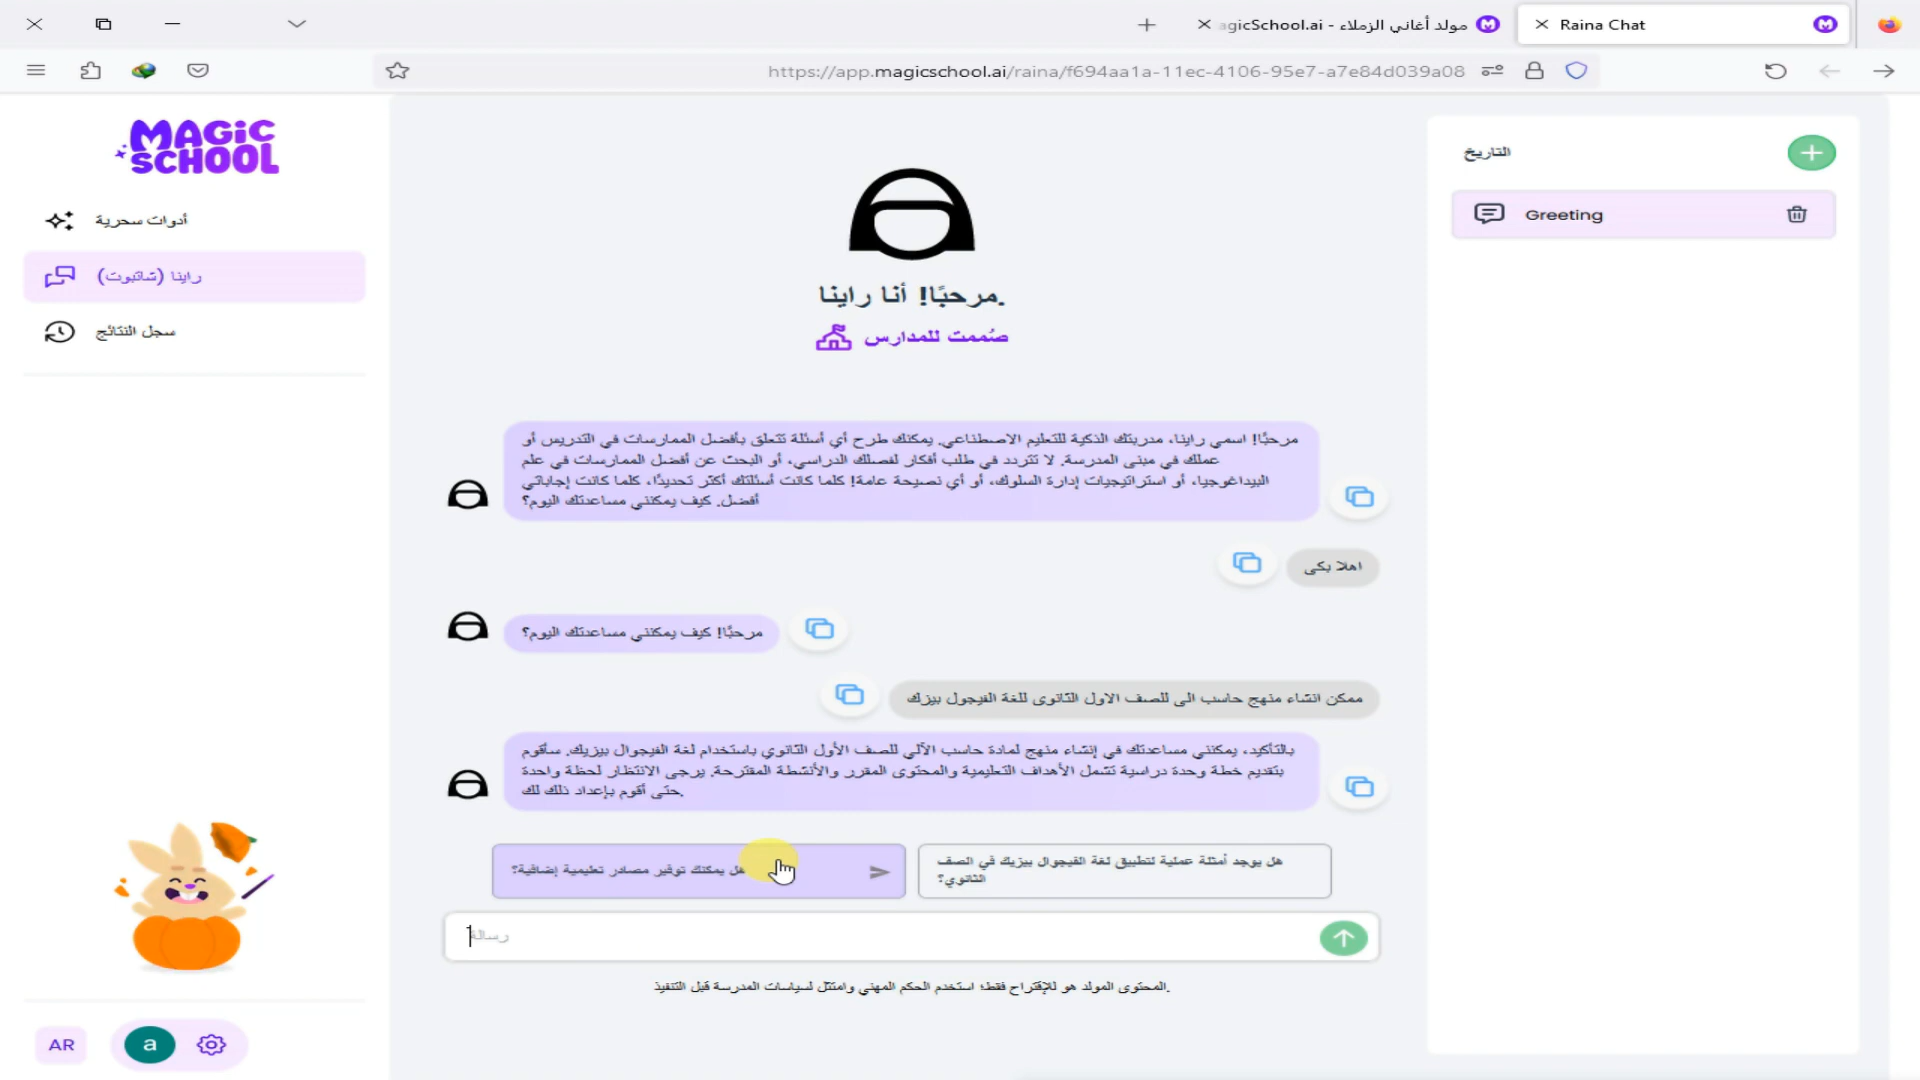 مولد أغاني الزملاء - agicSchool.ai
Raina Chat
https://app.magicschool.ai/raina/f694aa1a-11ec-4106-95e7-a7e84d039a08
MAGiC
SCHOOL
أدوات سحرية
راينا (شاتبوت)
سجل النتائج
AR
a
مرحبًا! أنا راينا.
صُممت للمدارس
مرحبًا! اسمي راينا، مدربتك الذكية للتعليم الاصطناعي. يمكنك طرح أي أسئلة تتعلق بأفضل الممارسات في التدريس أو
عملك في مبنى المدرسة. لا تتردد في طلب أفكار لفصلك الدراسي، أو البحث عن أفضل الممارسات في علم
البيداغوجيا، أو استراتيجيات إدارة السلوك، أو أي نصيحة عامة! كلما كانت أسئلتك أكثر تحديدًا، كلما كانت إجاباتي
أفضل. كيف يمكنني مساعدتك اليوم؟
اهلا بكى
مرحبًا! كيف يمكنني مساعدتك اليوم؟
ممكن انشاء منهج حاسب الى للصف الاول الثانوى للغة الفيجول بيزك
بالتأكيد، يمكنني مساعدتك في إنشاء منهج لمادة حاسب الآلي للصف الأول الثانوي باستخدام لغة الفيجوال بيزيك. سأقوم
بتقديم خطة وحدة دراسية تشمل الأهداف التعليمية والمحتوى المقرر والأنشطة المقترحة. يرجى الانتظار لحظة واحدة
حتى أقوم بإعداد ذلك لك.
هل يمكنك توفير مصادر تعليمية إضافية؟
هل يوجد أمثلة عملية لتطبيق لغة الفيجوال بيزيك في الصف
الثانوي؟
رسالة
المحتوى المولد هو للإقتراح فقط؛ استخدم الحكم المهني وامتثل لسياسات المدرسة قبل التنفيذ.
التاريخ
Greeting